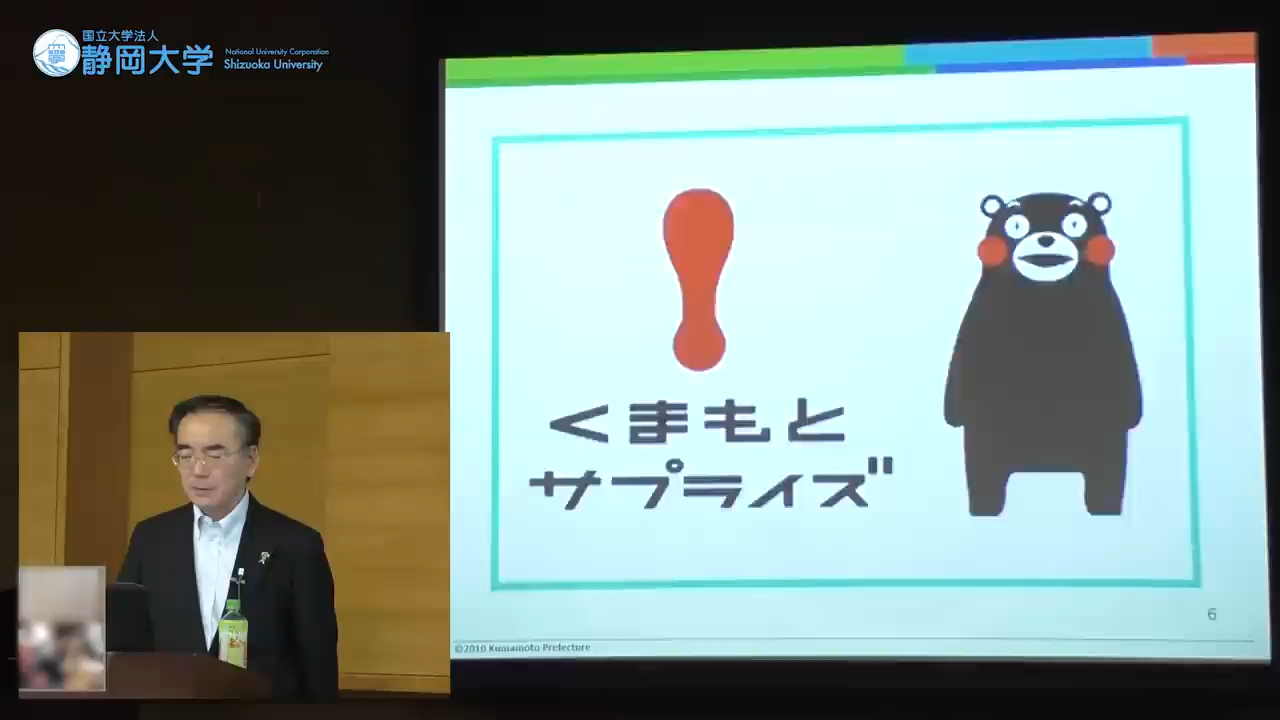 国立大学法人
静岡大学
National University Corporation
Shizuoka University
くまもと
サプライズ
6
©2010 Kumamoto Prefecture